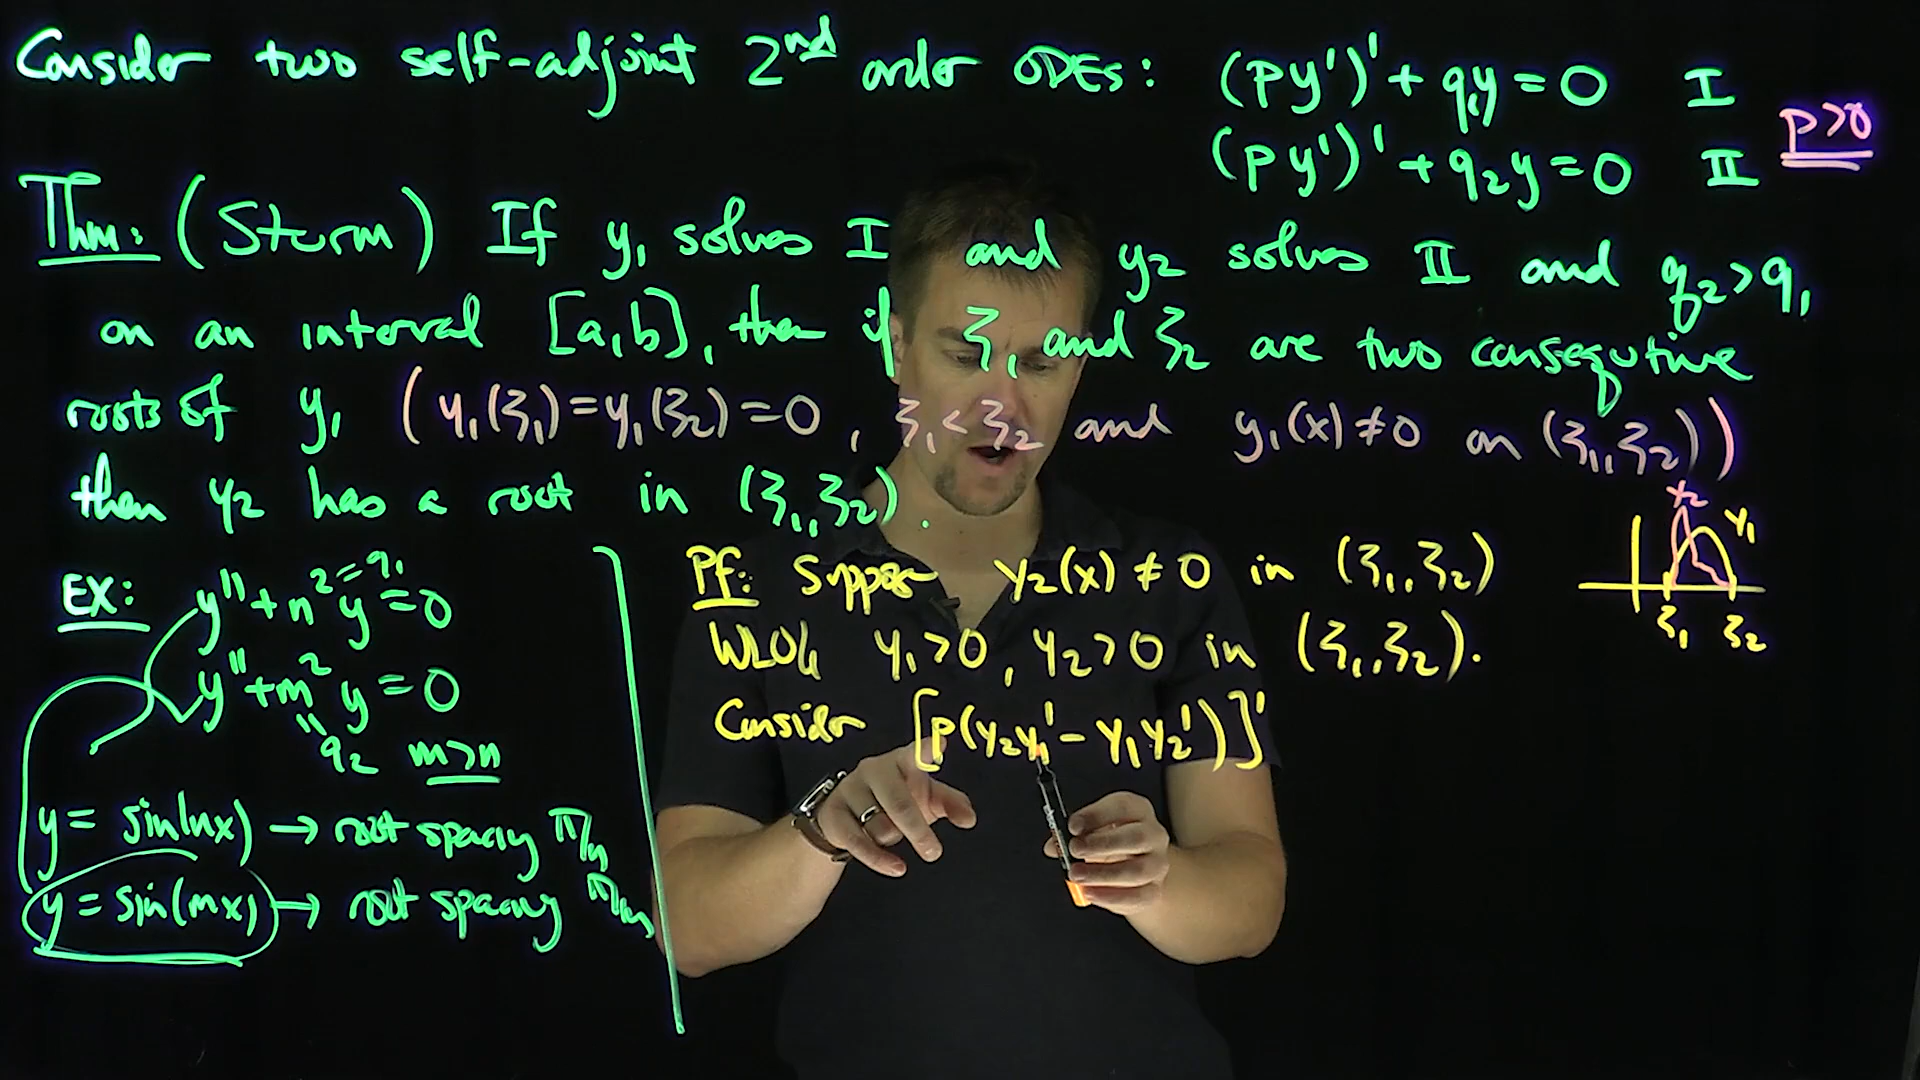 Consider two self-adjoint 2nd order ODEs: (py')' + q₁y = 0 I
(py')' + q₂y = 0 II
p>0
Thm: (Sturm) If y₁ solves I and y₂ solves II and q₂>q₁
on an interval [a,b], then if ξ₁ and ξ₂ are two consequtive
roots of y₁ (y₁(ξ₁)=y₁(ξ₂)=0, ξ₁<ξ₂ and y₁(x)≠0 on (ξ₁,ξ₂))
then y₂ has a root in (ξ₁,ξ₂).
EX: y''+n²y=0
=q₁
y''+m²y=0
"
q₂ m>n
y = sin(nx) → root spacing π/n
y = sin(mx) → root spacing π/m
Pf: Suppose y₂(x) ≠ 0 in (ξ₁,ξ₂)
WLOG y₁>0, y₂>0 in (ξ₁,ξ₂).
Consider [p(y₂y₁' - y₁y₂')]'
y₂
y₁
ξ₁ ξ₂